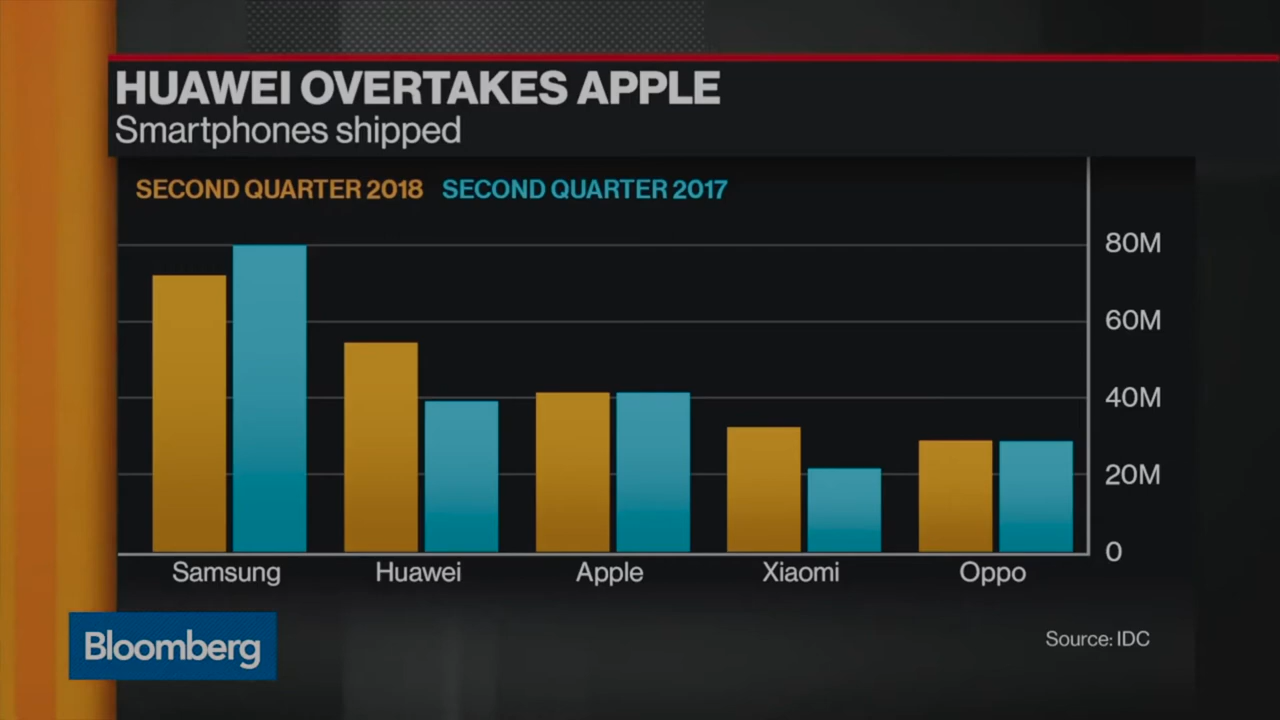 HUAWEI OVERTAKES APPLE
Smartphones shipped
SECOND QUARTER 2018 SECOND QUARTER 2017
80M
60M
40M
20M
0
Samsung Huawei Apple Xiaomi Oppo
Bloomberg
Source: IDC